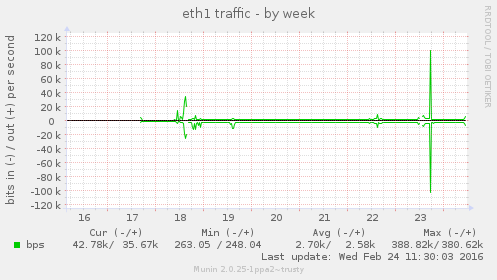 eth1 traffic - by week
RRDTOOL / TOBI OETIKER
bits in (-) / out (+) per second
120 k
100 k
80 k
60 k
40 k
20 k
0
-20 k
-40 k
-60 k
-80 k
-100 k
-120 k
16 17 18 19 20 21 22 23
Cur (-/+) Min (-/+) Avg (-/+) Max (-/+)
bps 42.78k/ 35.67k 263.05 /248.04 2.70k/ 2.58k 388.82k/380.62k
Last update: Wed Feb 24 11:30:03 2016
Munin 2.0.25-1ppa2~trusty